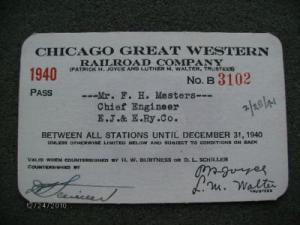 CHICAGO GREAT WESTERN
RAILROAD COMPANY
(PATRICK H. JOYCE AND LUTHER M. WALTER, TRUSTEES)
1940
No. B 3102
PASS
---Mr. F. H. Masters---
Chief Engineer
E.J.& E.Ry.Co.
BETWEEN ALL STATIONS UNTIL DECEMBER 31, 1940
UNLESS OTHERWISE LIMITED BELOW AND SUBJECT TO CONDITIONS ON BACK
VALID WHEN COUNTERSIGNED BY H. W. BURTNESS OR D. L. SCHILLER
COUNTERSIGNED BY
L. M. Walter
TRUSTEES
12/24/2010